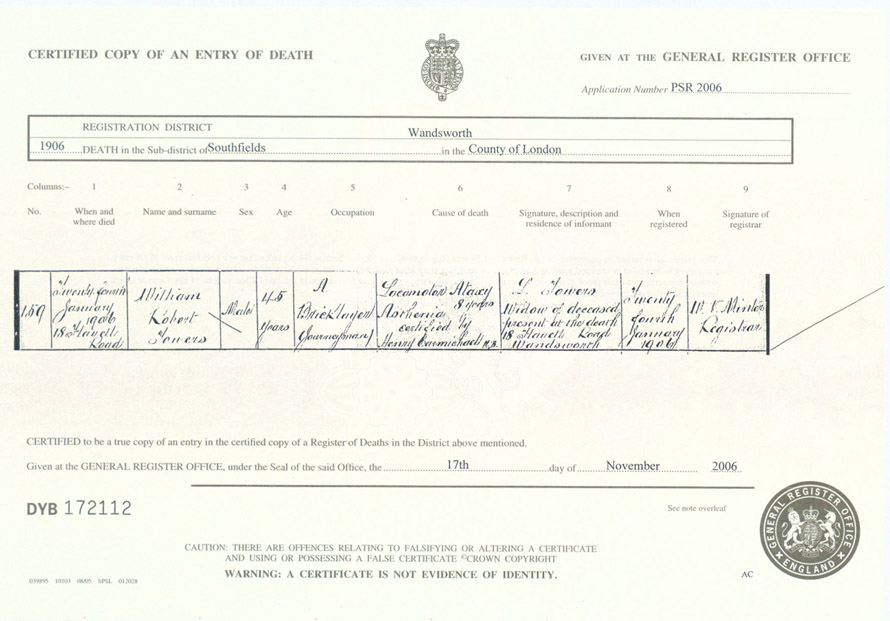 CERTIFIED COPY OF AN ENTRY OF DEATH
GIVEN AT THE GENERAL REGISTER OFFICE
Application Number PSR 2006
REGISTRATION DISTRICT Wandsworth
1906 DEATH in the Sub-district of Southfields in the County of London
Columns:- 1 2 3 4 5 6 7 8 9
No. When and where died Name and surname Sex Age Occupation Cause of death Signature, description and residence of informant When registered Signature of registrar
159
Twenty fourth
January
1906
18 Road
William
Robert
Towers
Male
45
years
A
Bricklayer
(Journeyman)
Locomotor Ataxy
8 years
Asthenia
certified by
Henry Carmichael M.B.
L. Towers
Widow of deceased
present at the death
18 Road
Wandsworth
Twenty
fourth
January
1906
W. V. Minton
Registrar
CERTIFIED to be a true copy of an entry in the certified copy of a Register of Deaths in the District above mentioned.
Given at the GENERAL REGISTER OFFICE, under the Seal of the said Office, the 17th day of November 2006
DYB 172112
See note overleaf
GENERAL REGISTER OFFICE
ENGLAND
CAUTION: THERE ARE OFFENCES RELATING TO FALSIFYING OR ALTERING A CERTIFICATE
AND USING OR POSSESSING A FALSE CERTIFICATE ©CROWN COPYRIGHT
WARNING: A CERTIFICATE IS NOT EVIDENCE OF IDENTITY.
AC
039895 10103 08/05 SPSL 012028